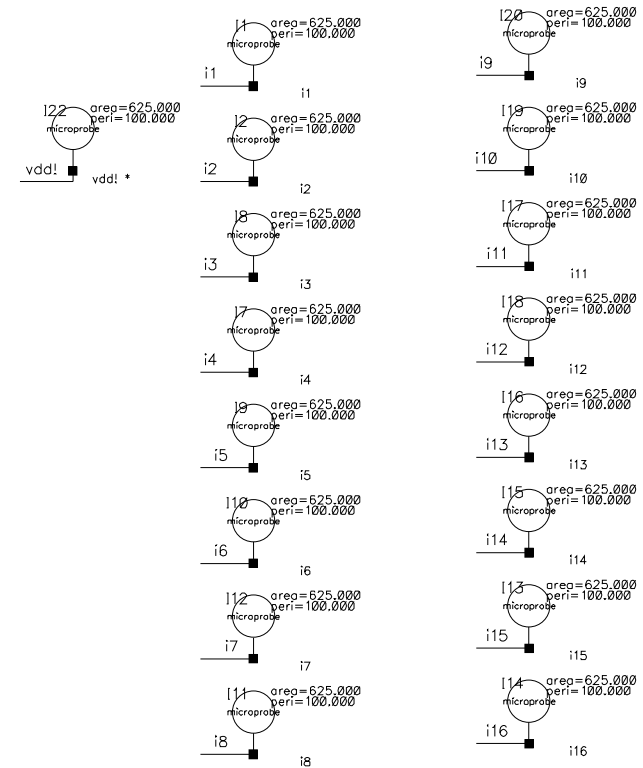 I22
area=625.000
peri=100.000
microprobe
vdd!
vdd! *
I1
area=625.000
peri=100.000
microprobe
i1
i1
I2
area=625.000
peri=100.000
microprobe
i2
i2
I8
area=625.000
peri=100.000
microprobe
i3
i3
I7
area=625.000
peri=100.000
microprobe
i4
i4
I9
area=625.000
peri=100.000
microprobe
i5
i5
I10
area=625.000
peri=100.000
microprobe
i6
i6
I12
area=625.000
peri=100.000
microprobe
i7
i7
I11
area=625.000
peri=100.000
microprobe
i8
i8
I20
area=625.000
peri=100.000
microprobe
i9
i9
I19
area=625.000
peri=100.000
microprobe
i10
i10
I17
area=625.000
peri=100.000
microprobe
i11
i11
I18
area=625.000
peri=100.000
microprobe
i12
i12
I16
area=625.000
peri=100.000
microprobe
i13
i13
I15
area=625.000
peri=100.000
microprobe
i14
i14
I13
area=625.000
peri=100.000
microprobe
i15
i15
I14
area=625.000
peri=100.000
microprobe
i16
i16